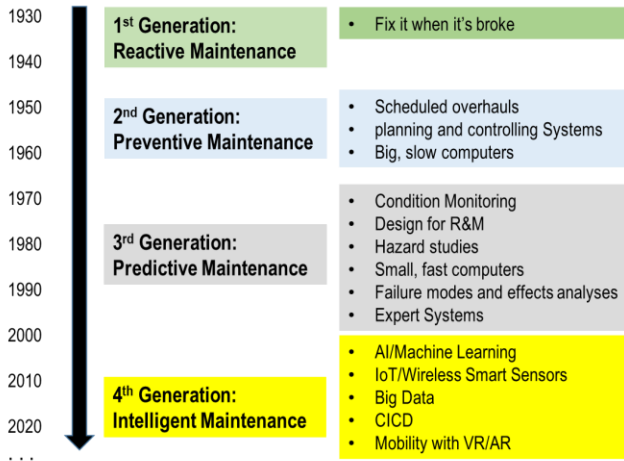 1930
1940
1950
1960
1970
1980
1990
2000
2010
2020
. . .
1st Generation:
Reactive Maintenance
• Fix it when it's broke
2nd Generation:
Preventive Maintenance
• Scheduled overhauls
• planning and controlling Systems
• Big, slow computers
3rd Generation:
Predictive Maintenance
• Condition Monitoring
• Design for R&M
• Hazard studies
• Small, fast computers
• Failure modes and effects analyses
• Expert Systems
4th Generation:
Intelligent Maintenance
• AI/Machine Learning
• IoT/Wireless Smart Sensors
• Big Data
• CICD
• Mobility with VR/AR